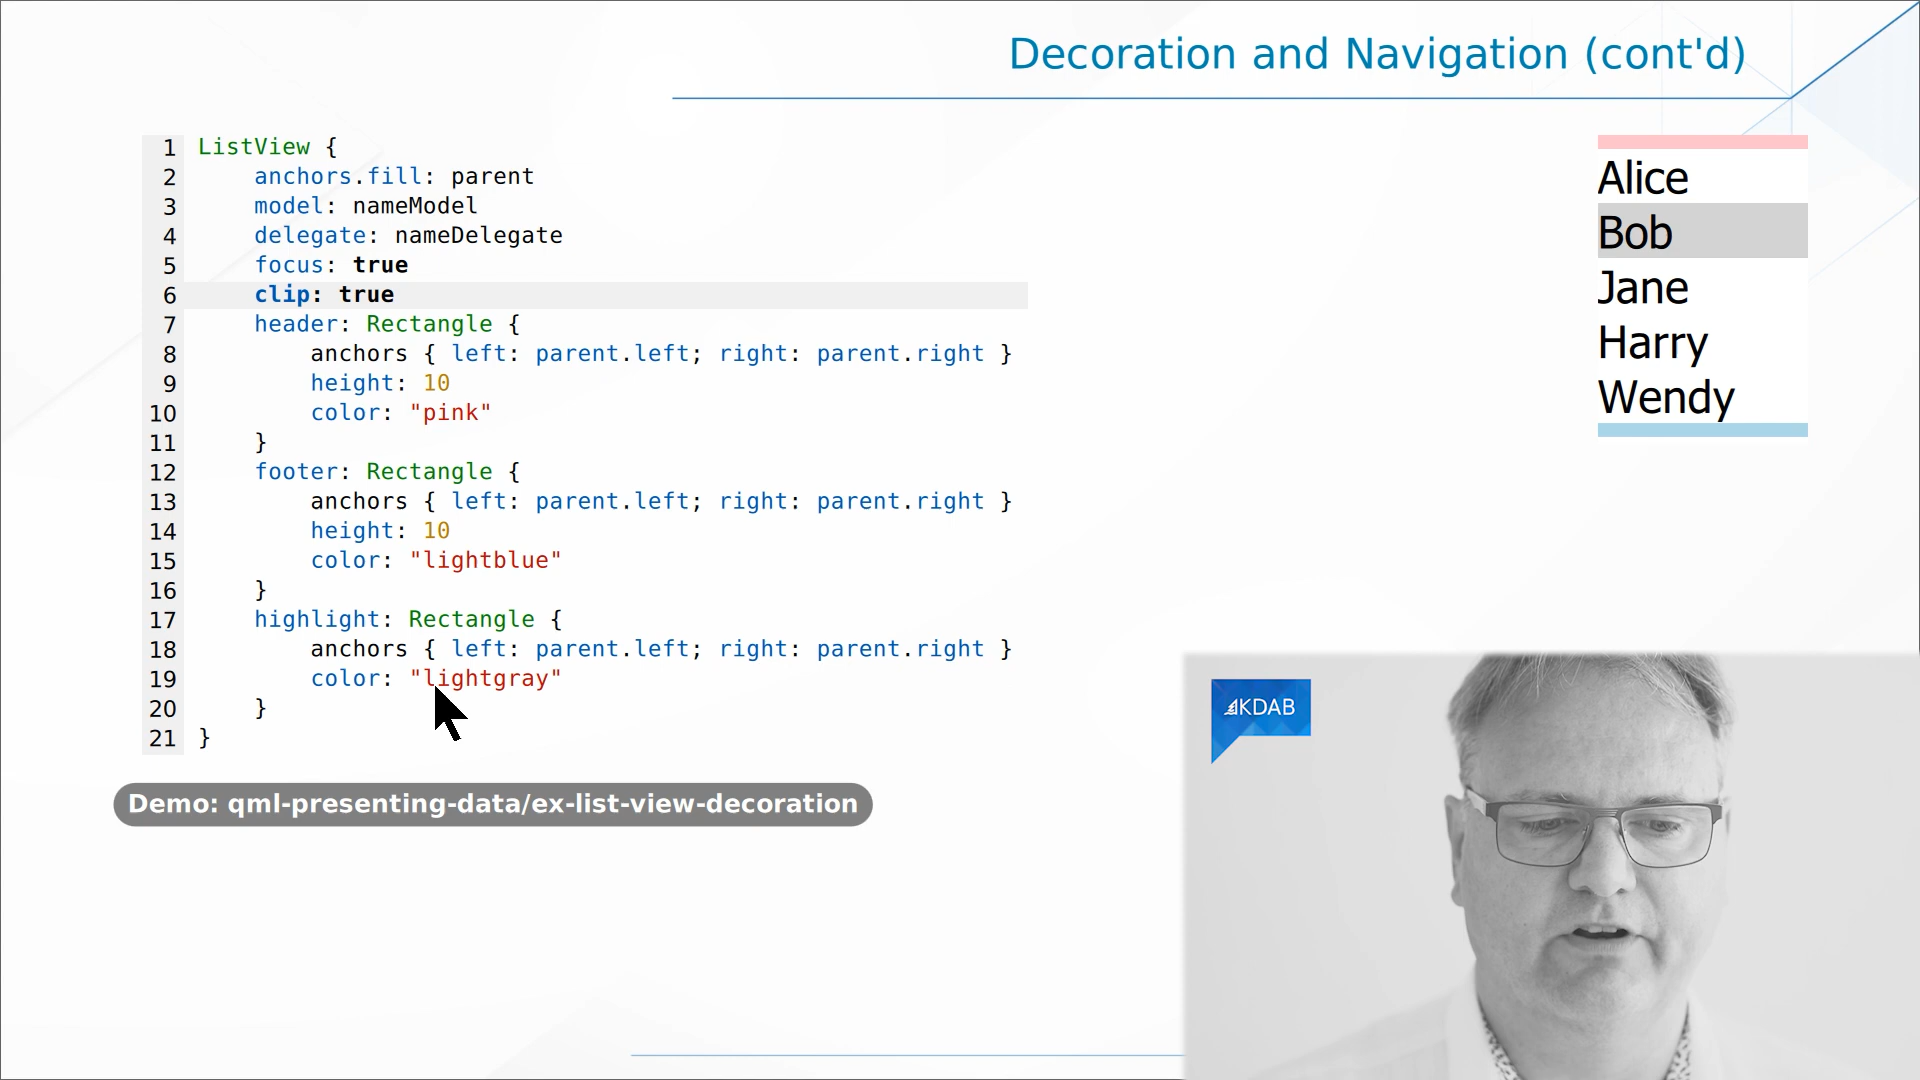 Decoration and Navigation (cont'd)
1 ListView {
2     anchors.fill: parent
3     model: nameModel
4     delegate: nameDelegate
5     focus: true
6     clip: true
7     header: Rectangle {
8         anchors { left: parent.left; right: parent.right }
9         height: 10
10         color: "pink"
11     }
12     footer: Rectangle {
13         anchors { left: parent.left; right: parent.right }
14         height: 10
15         color: "lightblue"
16     }
17     highlight: Rectangle {
18         anchors { left: parent.left; right: parent.right }
19         color: "lightgray"
20     }
21 }
Alice
Bob
Jane
Harry
Wendy
Demo: qml-presenting-data/ex-list-view-decoration
KDAB